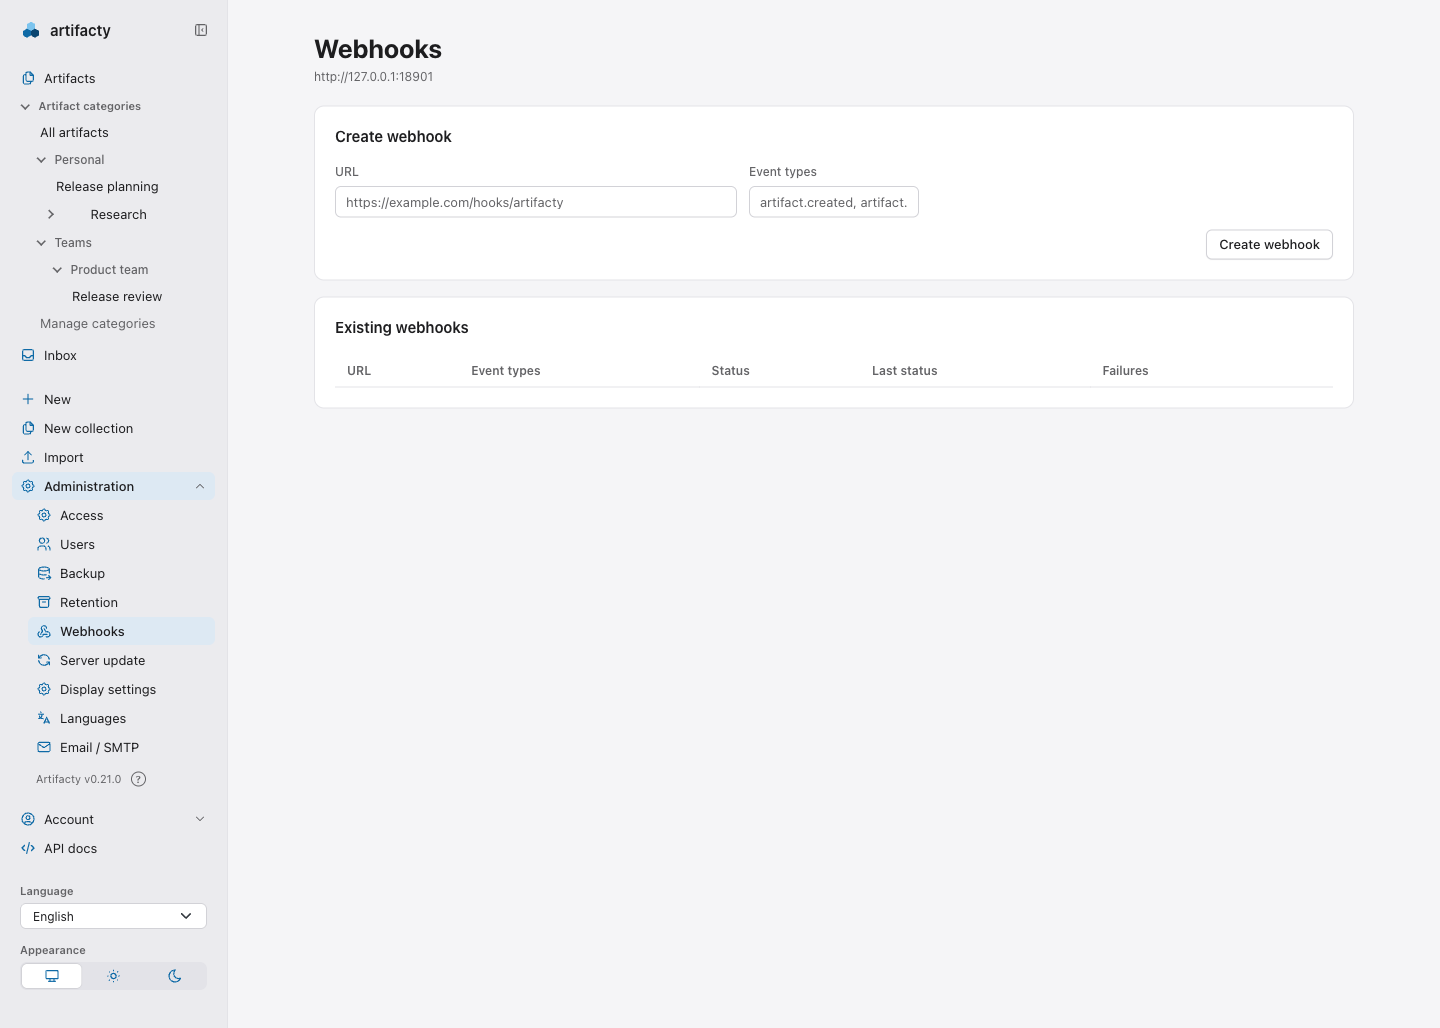 artifacty
Artifacts
Artifact categories
All artifacts
Personal
Release planning
Research
Teams
Product team
Release review
Manage categories
Inbox
New
New collection
Import
Administration
Access
Users
Backup
Retention
Webhooks
Server update
Display settings
Languages
Email / SMTP
Artifacty v0.21.0 ?
Account
API docs
Language
English
Appearance
Webhooks
http://127.0.0.1:18901
Create webhook
URL Event types
https://example.com/hooks/artifacty artifact.created, artifact.
Create webhook
Existing webhooks
URL Event types Status Last status Failures